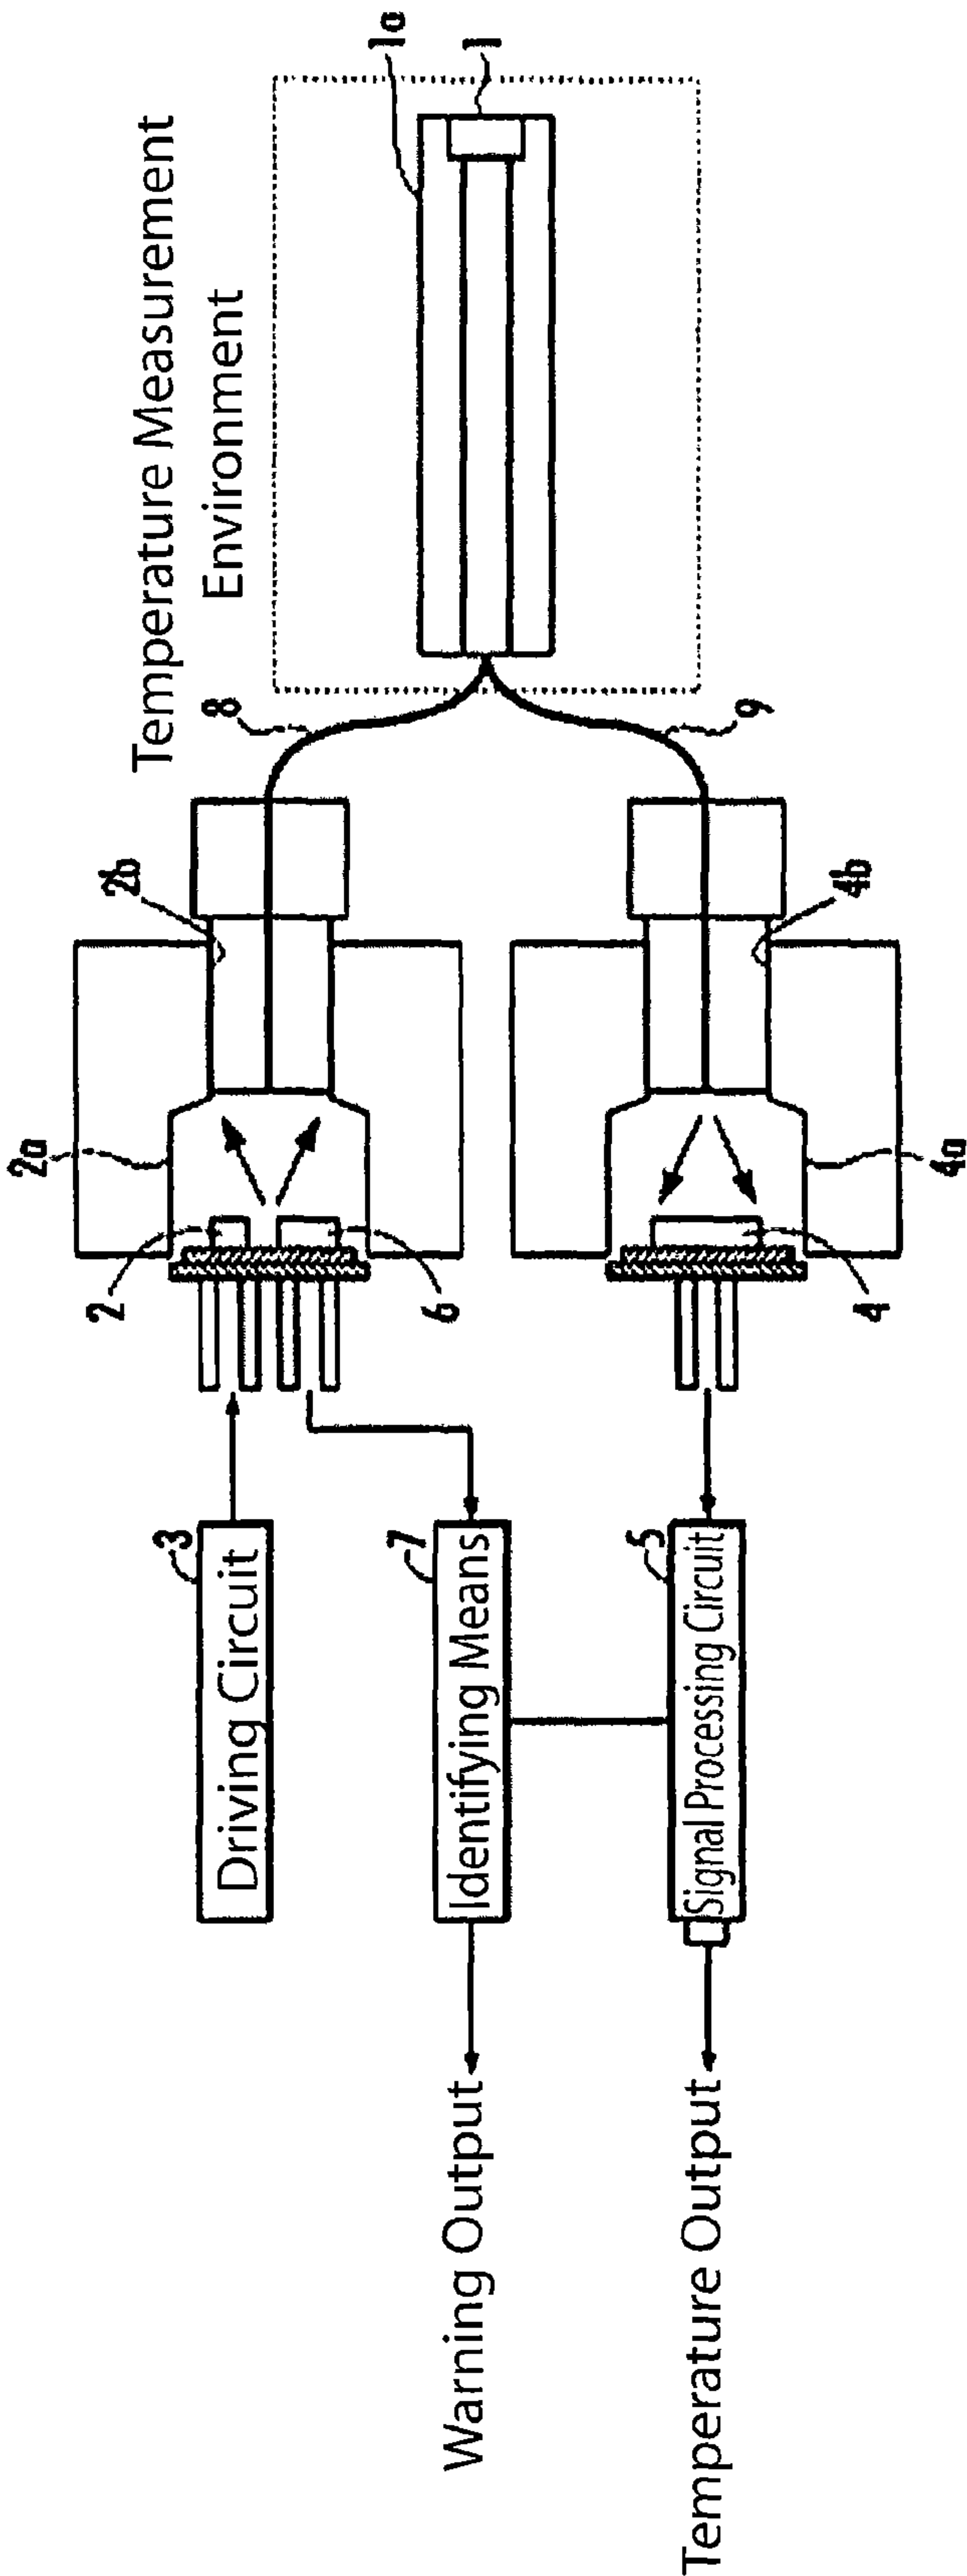 Temperature Measurement
Environment
1a
1
8
9
2b
4b
2a
4a
2
6
4
3
Driving Circuit
7
Identifying Means
5
Signal Processing Circuit
Warning Output
Temperature Output